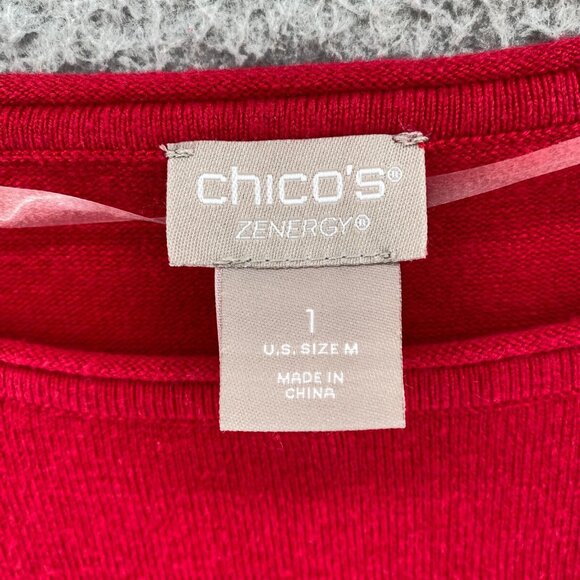 chico's®
ZENERGY®
1
U.S. SIZE M
MADE IN
CHINA